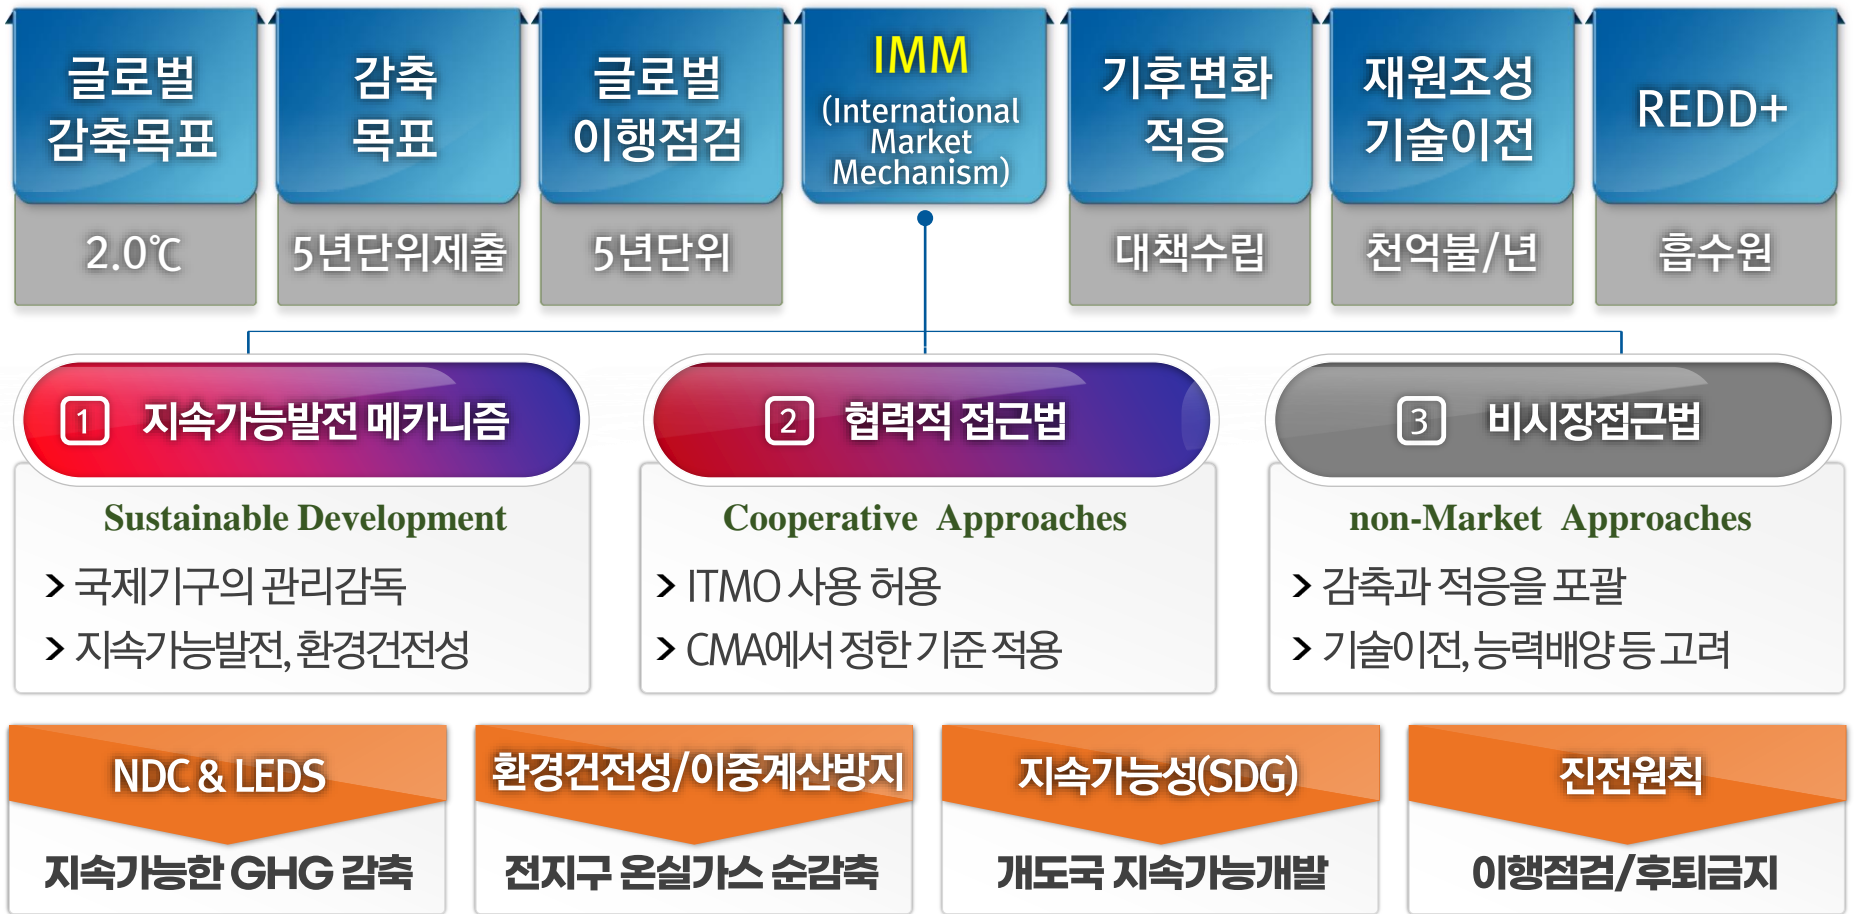 글로벌
감축목표
2.0℃
감축
목표
5년단위제출
글로벌
이행점검
5년단위
IMM
(International
Market
Mechanism)
기후변화
적응
대책수립
재원조성
기술이전
천억불/년
REDD+
흡수원
1 지속가능발전 메카니즘
Sustainable Development
> 국제기구의 관리감독
> 지속가능발전, 환경건전성
2 협력적 접근법
Cooperative Approaches
> ITMO 사용 허용
> CMA에서 정한 기준 적용
3 비시장접근법
non-Market Approaches
> 감축과 적응을 포괄
> 기술이전, 능력배양 등 고려
NDC & LEDS
지속가능한 GHG 감축
환경건전성/이중계산방지
전지구 온실가스 순감축
지속가능성(SDG)
개도국 지속가능개발
진전원칙
이행점검/후퇴금지